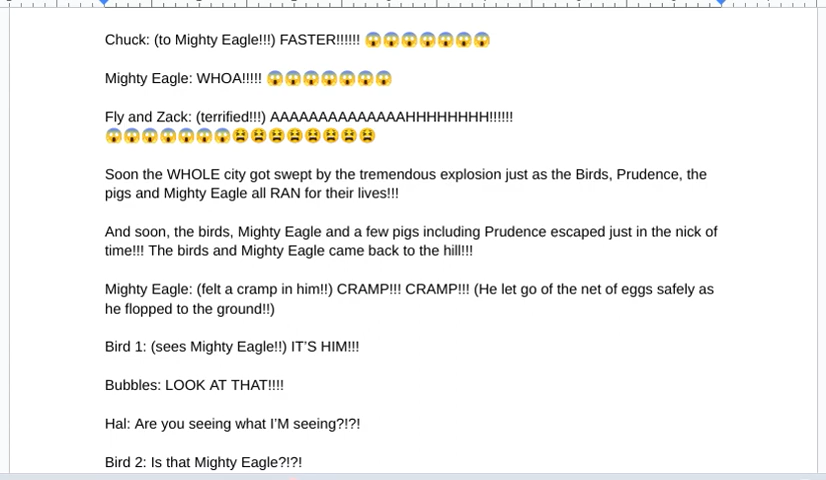 Chuck: (to Mighty Eagle!!!) FASTER!!!!!! 😱😱😱😱😱😱😱
Mighty Eagle: WHOA!!!!! 😱😱😱😱😱😱😱
Fly and Zack: (terrified!!!) AAAAAAAAAAAAAAHHHHHHHH!!!!!!
😱😱😱😱😱😱😱😫😫😫😫😫😫😫😫
Soon the WHOLE city got swept by the tremendous explosion just as the Birds, Prudence, the
pigs and Mighty Eagle all RAN for their lives!!!
And soon, the birds, Mighty Eagle and a few pigs including Prudence escaped just in the nick of
time!!! The birds and Mighty Eagle came back to the hill!!!
Mighty Eagle: (felt a cramp in him!!) CRAMP!!! CRAMP!!! (He let go of the net of eggs safely as
he flopped to the ground!!)
Bird 1: (sees Mighty Eagle!!) IT’S HIM!!!
Bubbles: LOOK AT THAT!!!!
Hal: Are you seeing what I’M seeing?!?!
Bird 2: Is that Mighty Eagle?!?!